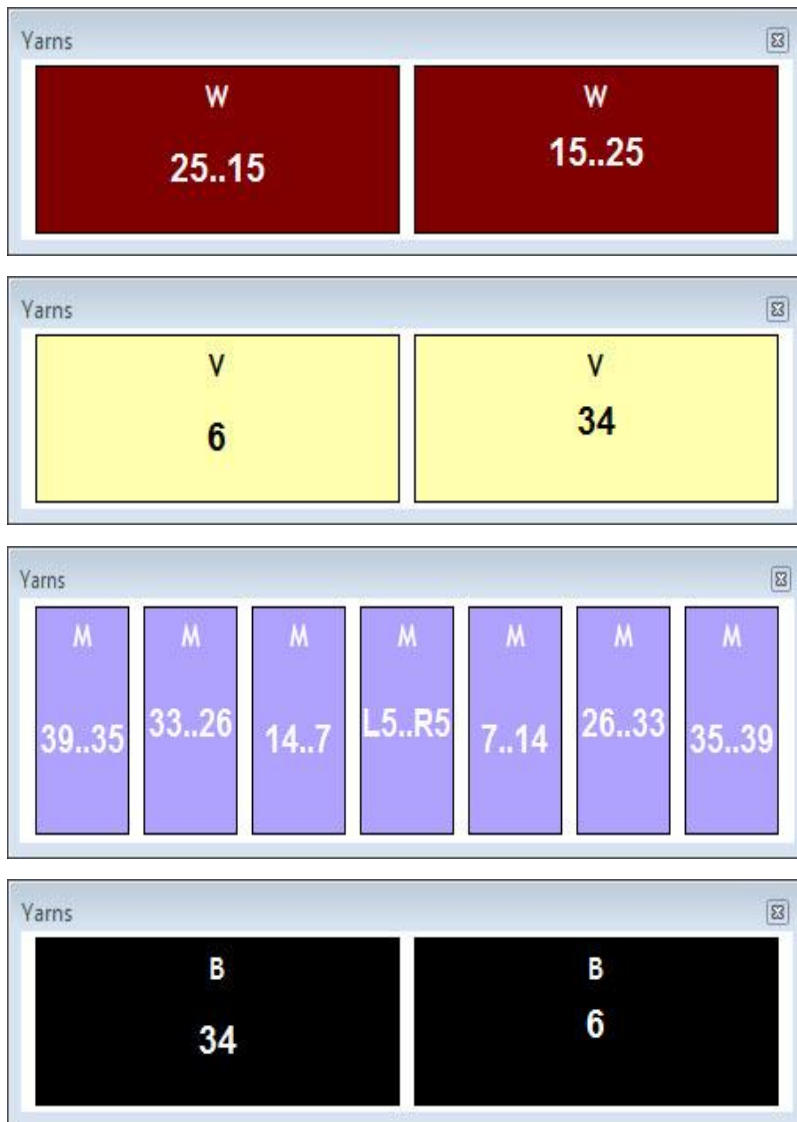 Yarns
W W
25..15 15..25
Yarns
V V
6 34
Yarns
M M M M M M M
39..35 33..26 14..7 L5..R5 7..14 26..33 35..39
Yarns
B B
34 6